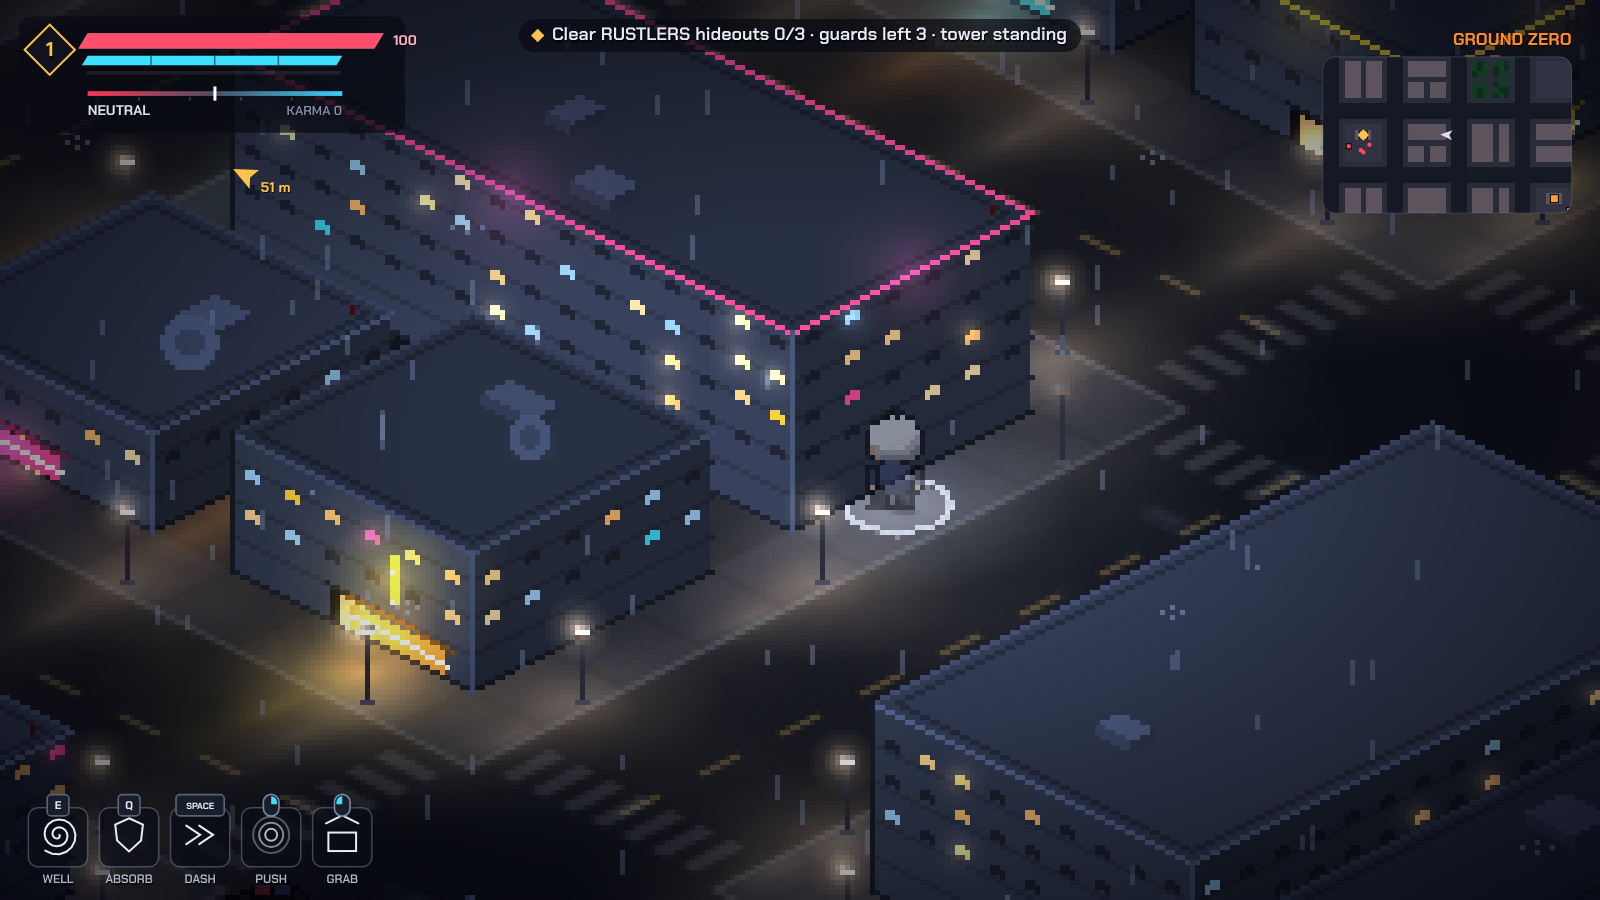 1
100
NEUTRAL
KARMA 0
Clear RUSTLERS hideouts 0/3 · guards left 3 · tower standing
GROUND ZERO
51 m
E
Q
SPACE
WELL
ABSORB
DASH
PUSH
GRAB